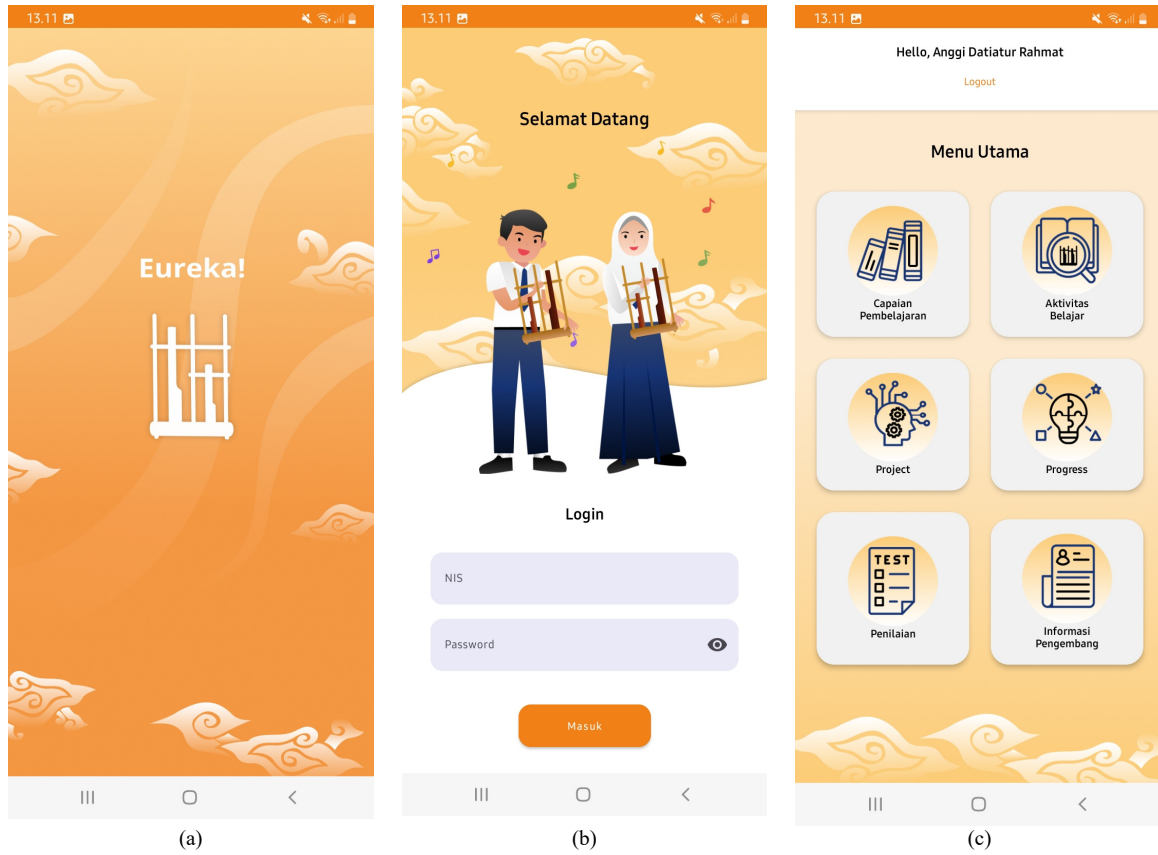 13.11
Eureka!
(a)
13.11
Selamat Datang
Login
NIS
Password
Masuk
(b)
13.11
Hello, Anggi Datiatur Rahmat
Logout
Menu Utama
Capaian
Pembelajaran
Aktivitas
Belajar
Project
Progress
TEST
Penilaian
Informasi
Pengembang
(c)